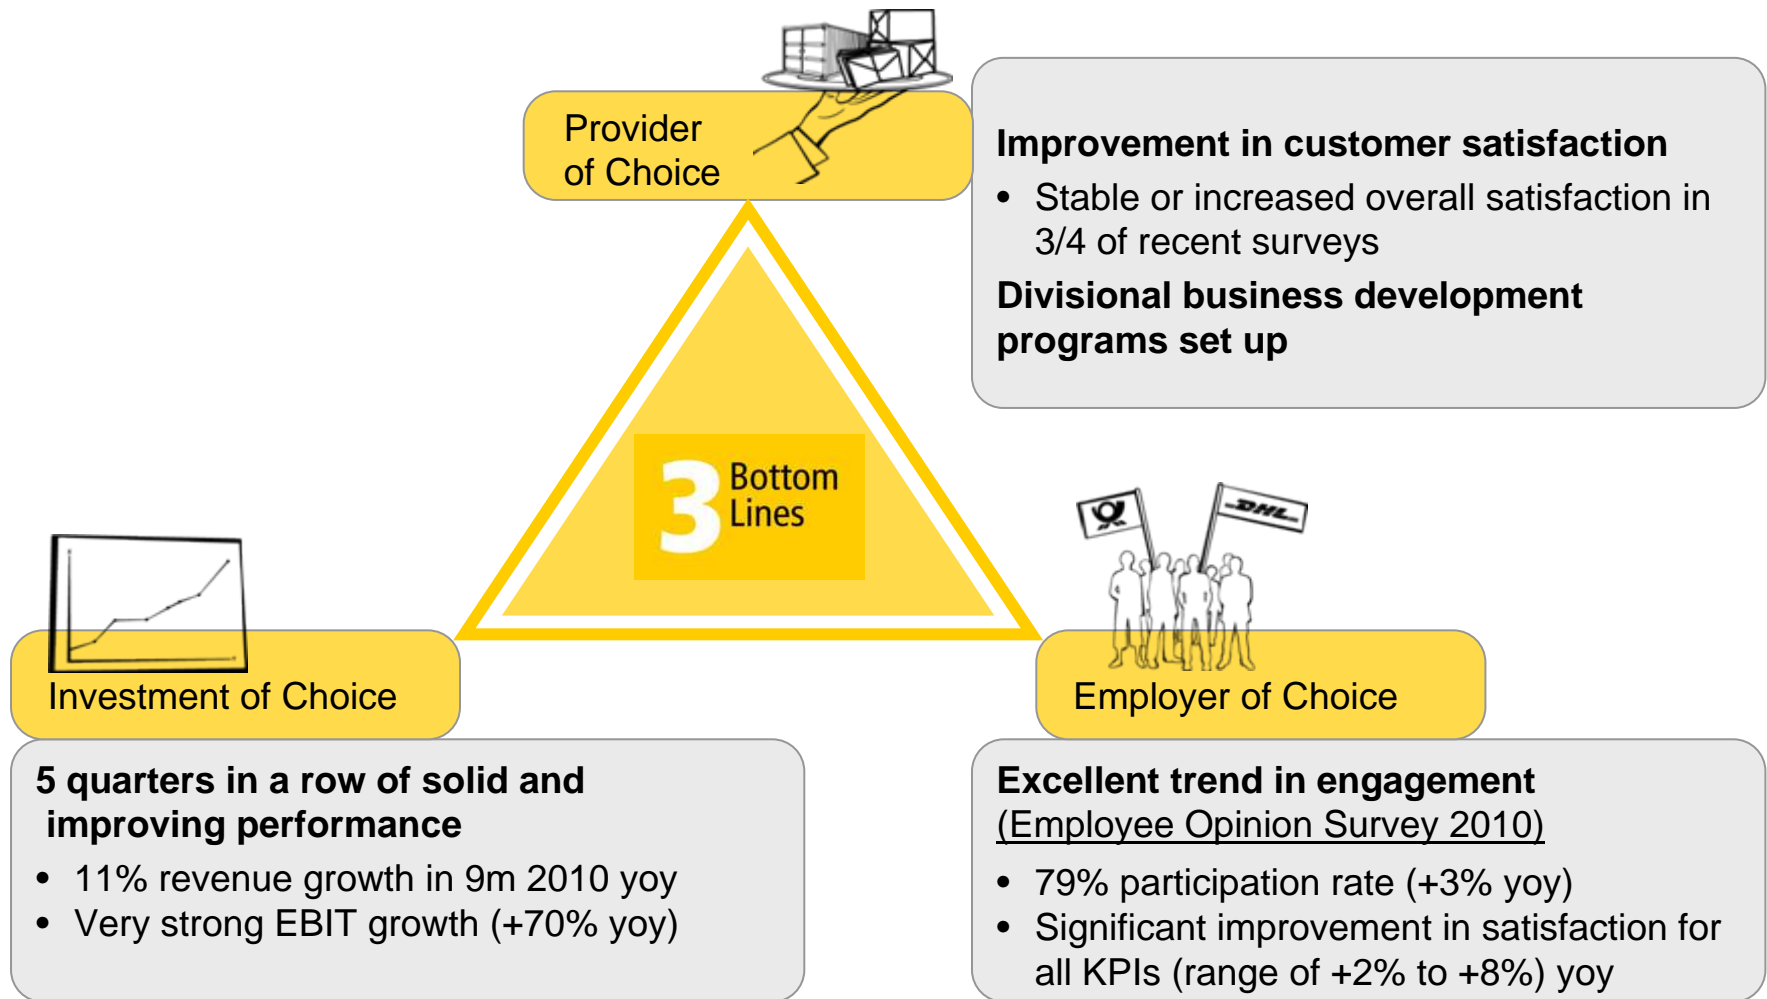 Provider
of Choice
Improvement in customer satisfaction
• Stable or increased overall satisfaction in
3/4 of recent surveys
Divisional business development
programs set up
3 Bottom
Lines
DHL
Investment of Choice
Employer of Choice
5 quarters in a row of solid and
improving performance
• 11% revenue growth in 9m 2010 yoy
• Very strong EBIT growth (+70% yoy)
Excellent trend in engagement
(Employee Opinion Survey 2010)
• 79% participation rate (+3% yoy)
• Significant improvement in satisfaction for
all KPIs (range of +2% to +8%) yoy